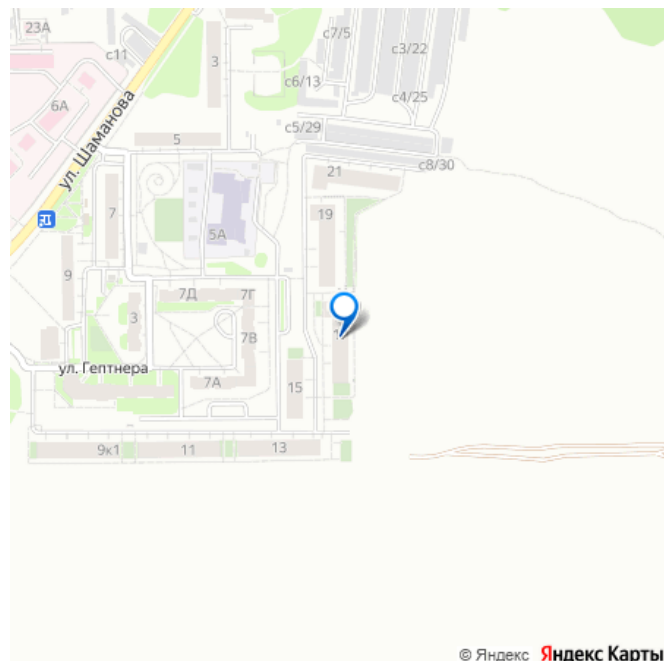 23А
с11
3
с7/5
с3/22
с6/13
с4/25
6А
ул. Шаманова
5
с5/29
с8/30
21
7
5А
19
9
3
7Д
7Г
7В
ул. Гептнера
7А
15
9к1
11
13
© Яндекс Яндекс Карты